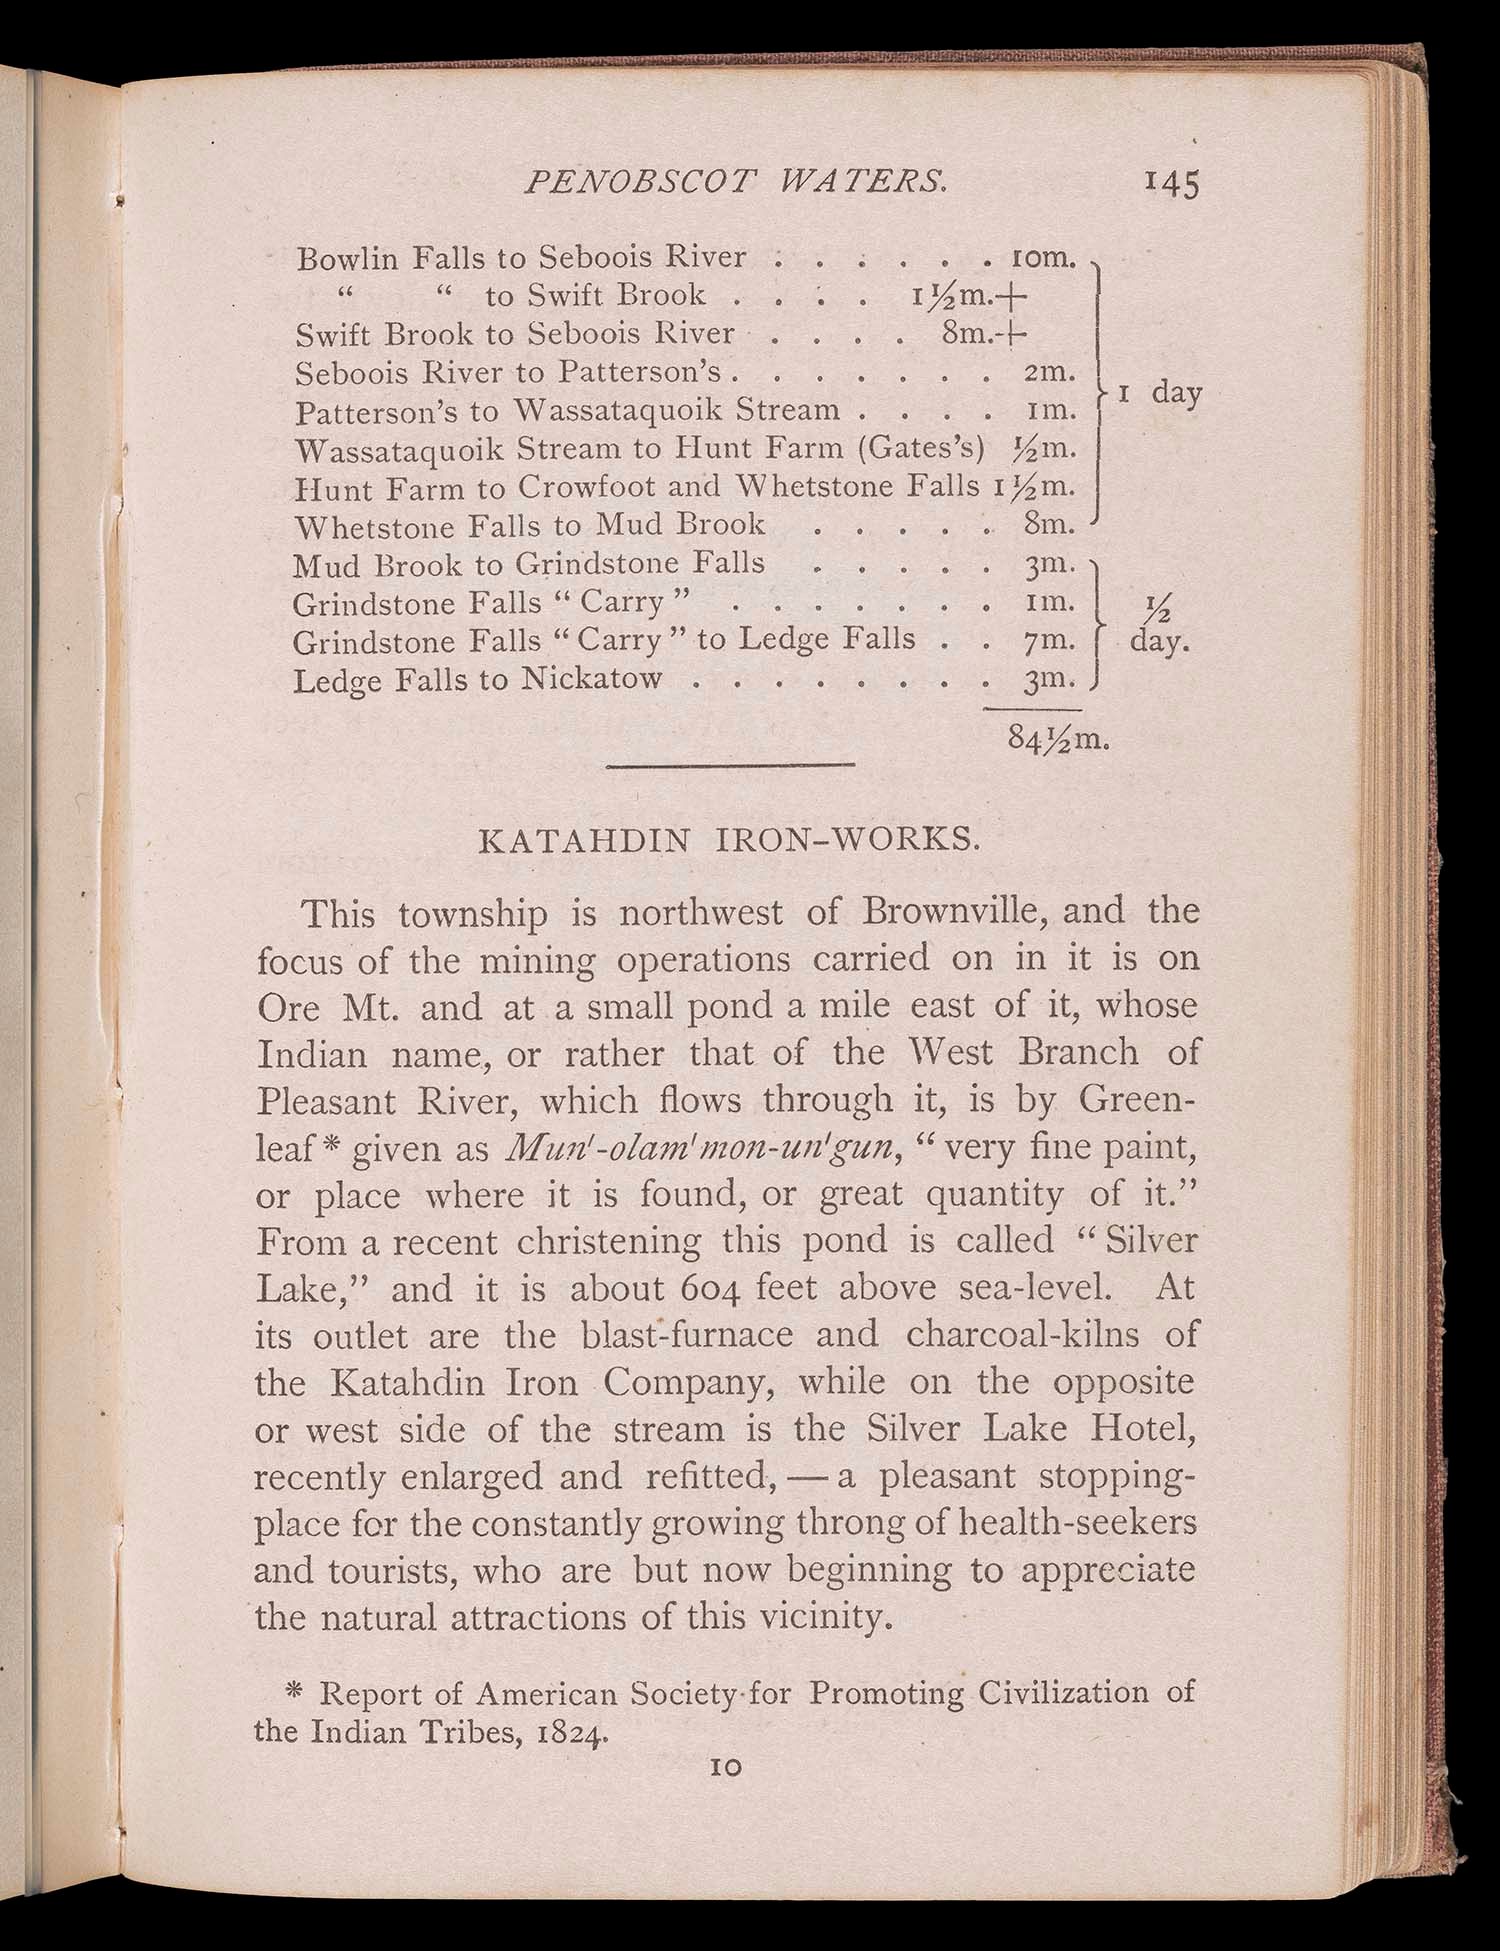 PENOBSCOT WATERS. 145
Bowlin Falls to Seboois River . . . . . . 10m.
“ “ to Swift Brook . . . . 1½m.+
Swift Brook to Seboois River . . . . 8m.+
Seboois River to Patterson’s . . . . . . . 2m.
Patterson’s to Wassataquoik Stream . . . . 1m.
1 day
Wassataquoik Stream to Hunt Farm (Gates’s) ½m.
Hunt Farm to Crowfoot and Whetstone Falls 1½m.
Whetstone Falls to Mud Brook . . . . . 8m.
Mud Brook to Grindstone Falls . . . . . 3m.
Grindstone Falls “Carry” . . . . . . . 1m.
Grindstone Falls “Carry” to Ledge Falls . . 7m.
½
day.
Ledge Falls to Nickatow . . . . . . . . 3m.
84½m.
KATAHDIN IRON-WORKS.
This township is northwest of Brownville, and the
focus of the mining operations carried on in it is on
Ore Mt. and at a small pond a mile east of it, whose
Indian name, or rather that of the West Branch of
Pleasant River, which flows through it, is by Green-
leaf* given as Mun'-olam'mon-un'gun, “very fine paint,
or place where it is found, or great quantity of it.”
From a recent christening this pond is called “Silver
Lake,” and it is about 604 feet above sea-level. At
its outlet are the blast-furnace and charcoal-kilns of
the Katahdin Iron Company, while on the opposite
or west side of the stream is the Silver Lake Hotel,
recently enlarged and refitted, — a pleasant stopping-
place for the constantly growing throng of health-seekers
and tourists, who are but now beginning to appreciate
the natural attractions of this vicinity.
* Report of American Society for Promoting Civilization of
the Indian Tribes, 1824.
10